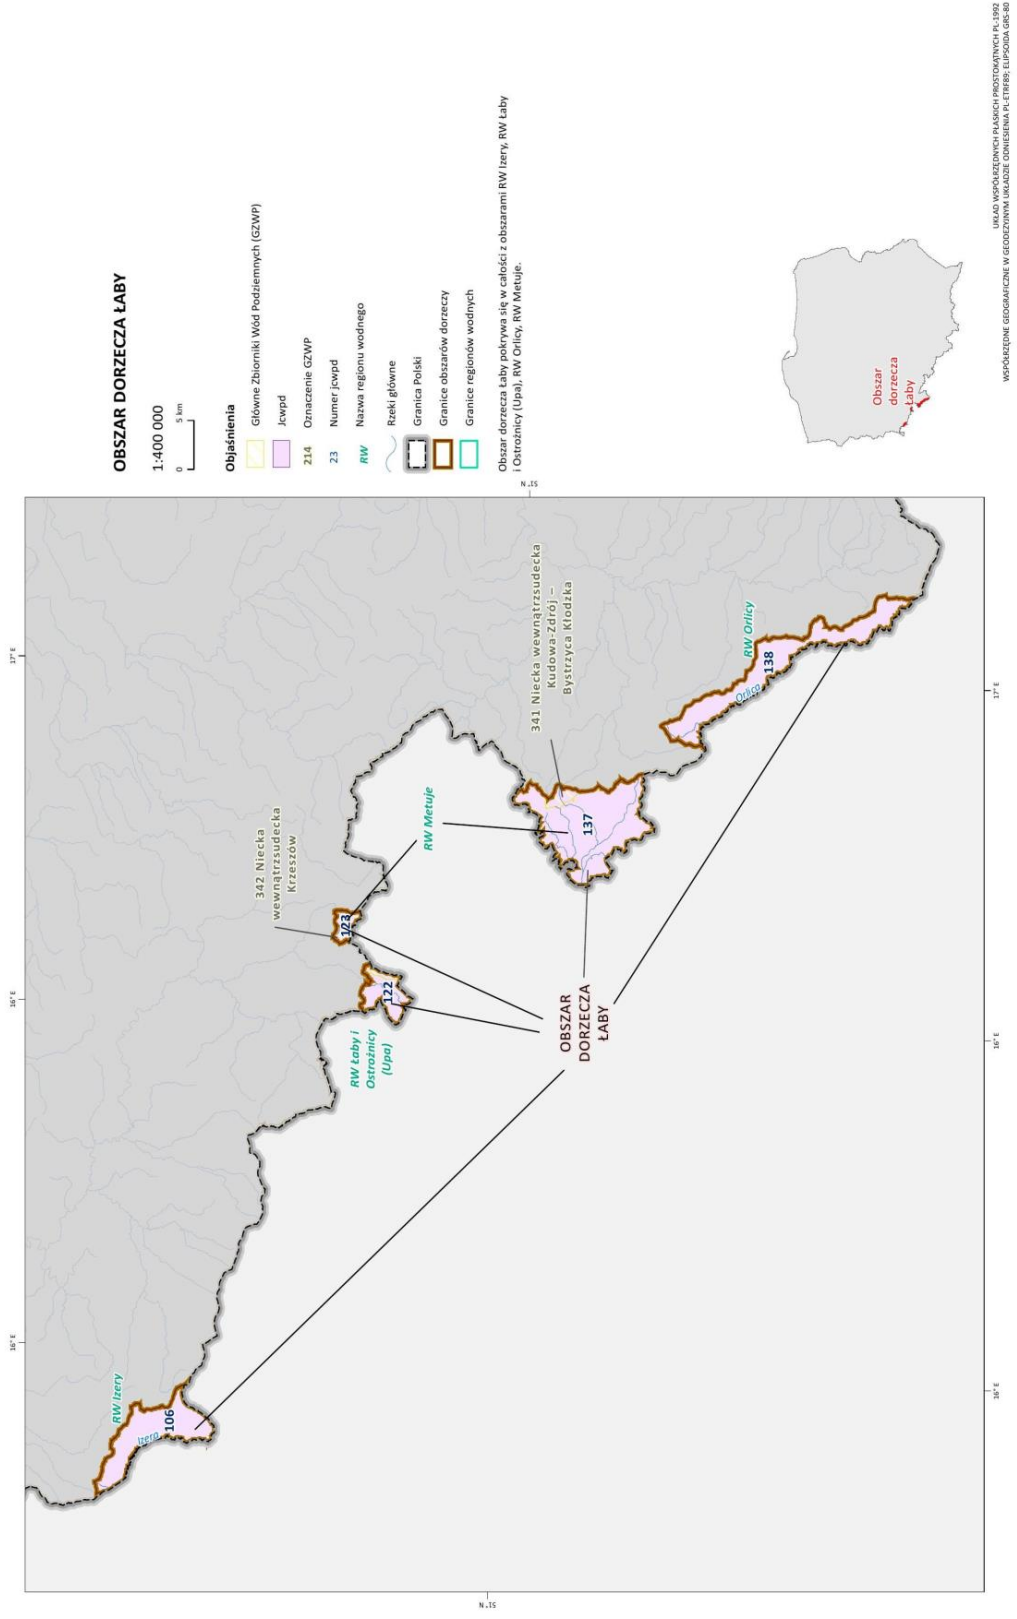 OBSZAR DORZECZA ŁABY
1:400 000
0 5 km
Objaśnienia
Główne Zbiorniki Wód Podziemnych (GZWP)
Jcwpd
214 Oznaczenie GZWP
23 Numer jcwpd
RW Nazwa regionu wodnego
Rzeki główne
Granica Polski
Granice obszarów dorzeczy
Granice regionów wodnych
Obszar dorzecza Łaby pokrywa się w całości z obszarami RW Izery, RW Łaby
i Ostrożnicy (Upa), RW Orlicy, RW Metuje.
16° E
16° E
17° E
51° N
51° N
16° E
16° E
17° E
RW Izery
Izera
106
RW Łaby i
Ostrożnicy
(Upa)
122
342 Niecka
wewnątrzsudecka
Krzeszów
123
RW Metuje
341 Niecka wewnątrzsudecka
Kudowa-Zdrój –
Bystrzyca Kłodzka
137
RW Orlicy
138
Orlica
OBSZAR
DORZECZA
ŁABY
Obszar
dorzecza
Łaby
UKŁAD WSPÓŁRZĘDNYCH PŁASKICH PROSTOKĄTNYCH PL-1992
WSPÓŁRZĘDNE GEOGRAFICZNE W GEODEZYJNYM UKŁADZIE ODNIESIENIA PL-ETRF89; ELIPSOIDA GRS-80